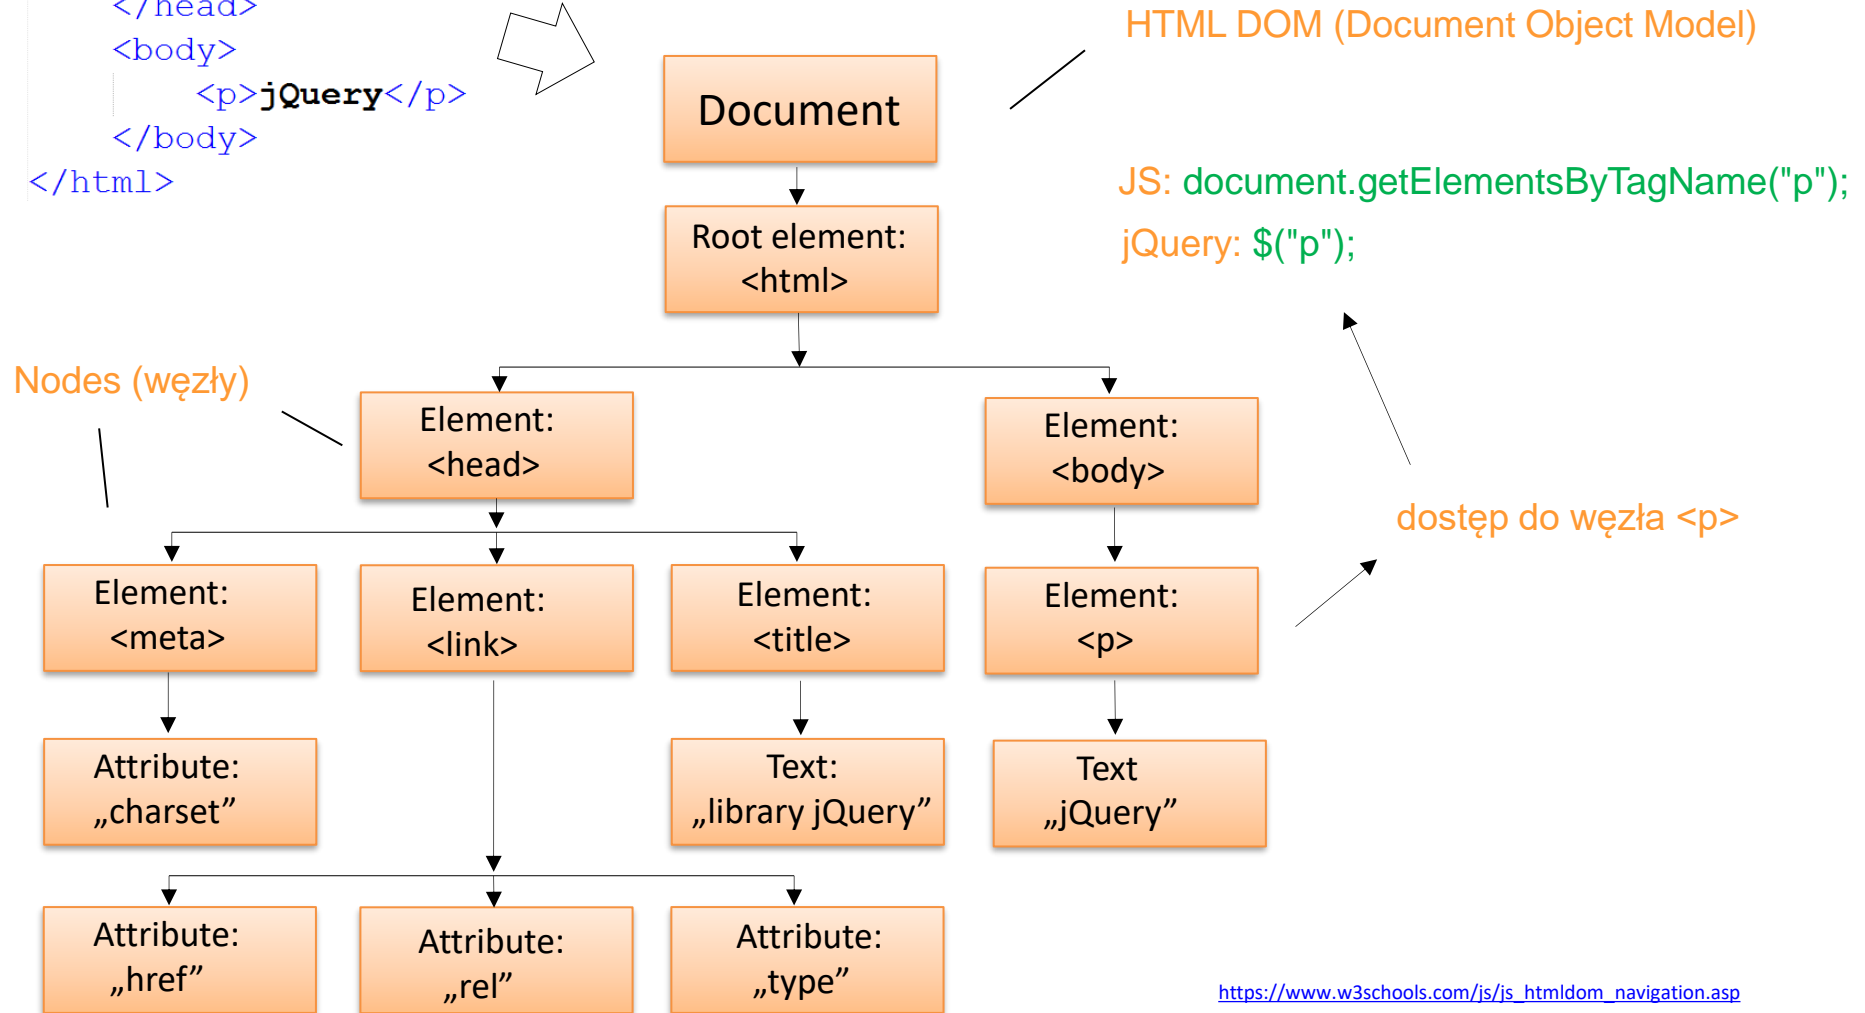 </head>
<body>
<p>jQuery</p>
</body>
</html>
HTML DOM (Document Object Model)
Document
JS: document.getElementsByTagName("p");
jQuery: $("p");
Root element:
<html>
Nodes (węzły)
Element:
<head>
Element:
<body>
dostęp do węzła <p>
Element:
<meta>
Element:
<link>
Element:
<title>
Element:
<p>
Attribute:
„charset”
Text:
„library jQuery”
Text
„jQuery”
Attribute:
„href”
Attribute:
„rel”
Attribute:
„type”
https://www.w3schools.com/js/js_htmldom_navigation.asp